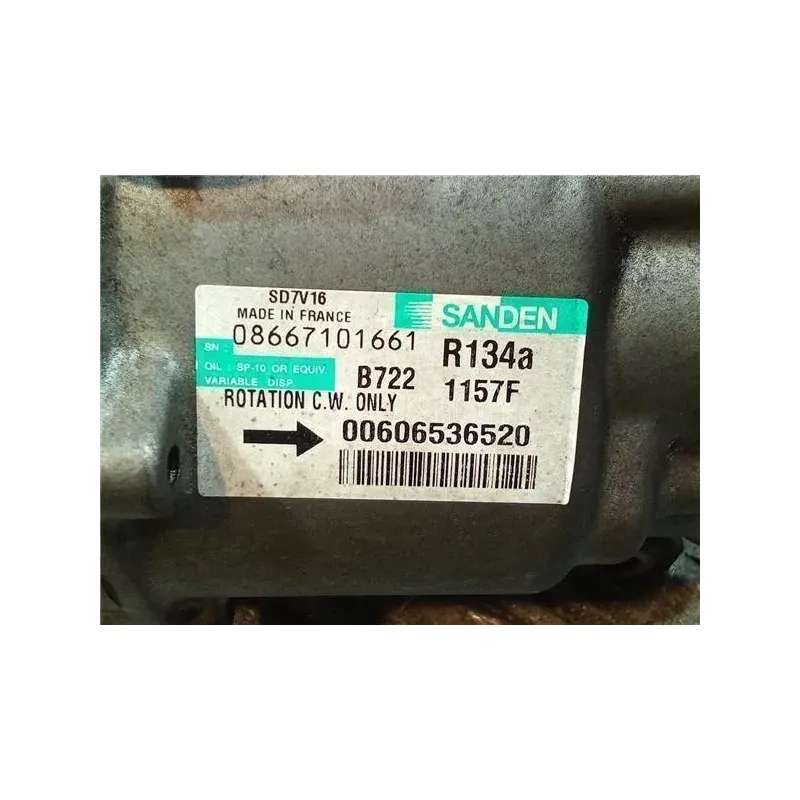 SD7V16
MADE IN FRANCE
SANDEN
SN: 08667101661
R134a
OIL : SP-10 OR EQUIV.
VARIABLE DISP.
B722
1157F
ROTATION C.W. ONLY
00606536520